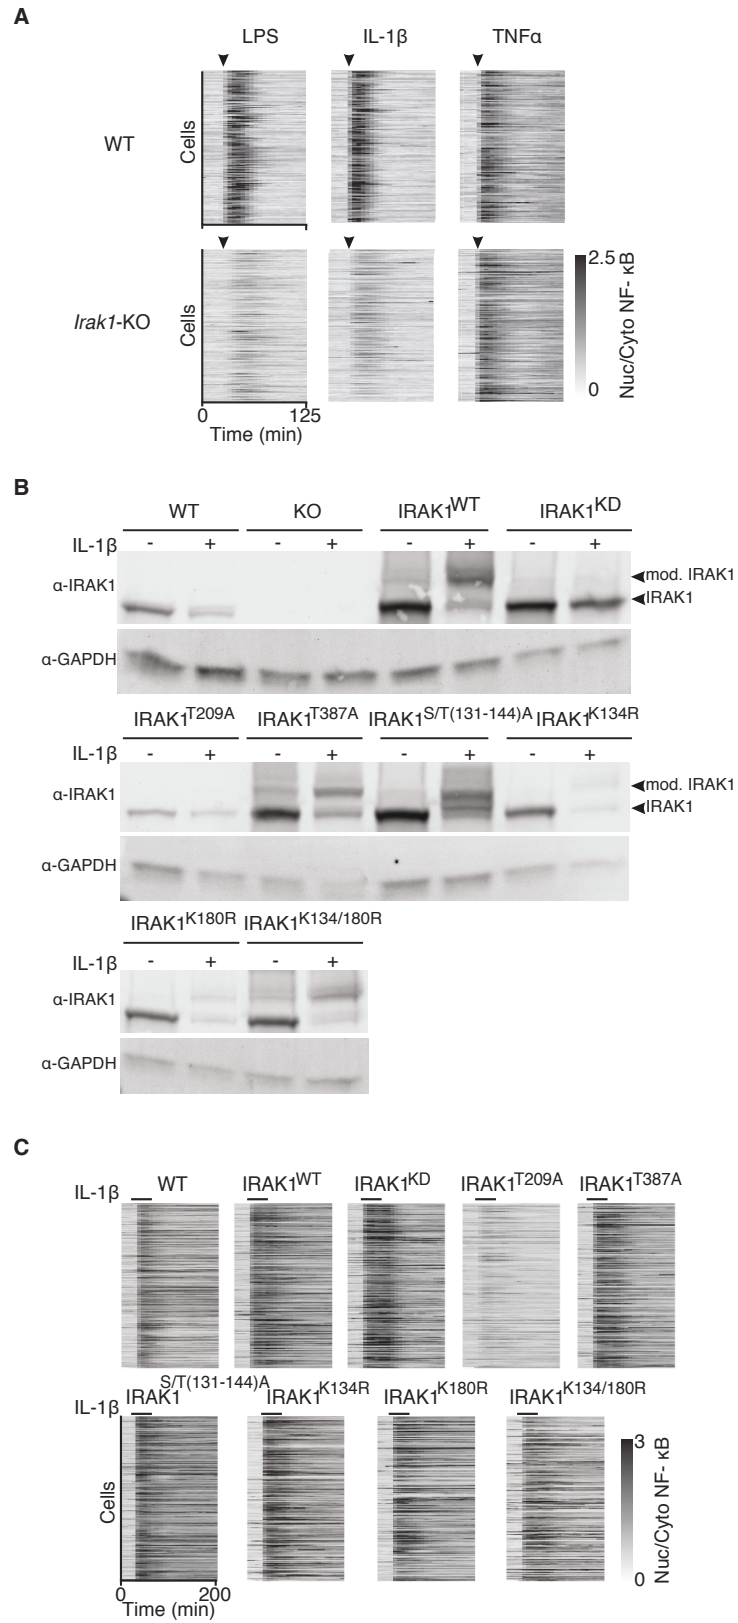 A
LPS IL-1β TNFα
WT
Cells
Irak1-KO
Cells
2.5
0
Nuc/Cyto NF- κB
0 125
Time (min)
B
WT KO IRAK1WT IRAK1KD
IL-1β - + - + - + - +
α-IRAK1
mod. IRAK1
IRAK1
α-GAPDH
IRAK1T209A IRAK1T387A IRAK1S/T(131-144)A IRAK1K134R
IL-1β - + - + - + - +
α-IRAK1
mod. IRAK1
IRAK1
α-GAPDH
IRAK1K180R IRAK1K134/180R
IL-1β - + - +
α-IRAK1
α-GAPDH
C
IL-1β WT IRAK1WT IRAK1KD IRAK1T209A IRAK1T387A
S/T(131-144)A
IL-1β IRAK1 IRAK1K134R IRAK1K180R IRAK1K134/180R
Cells
3
0
Nuc/Cyto NF- κB
0 200
Time (min)